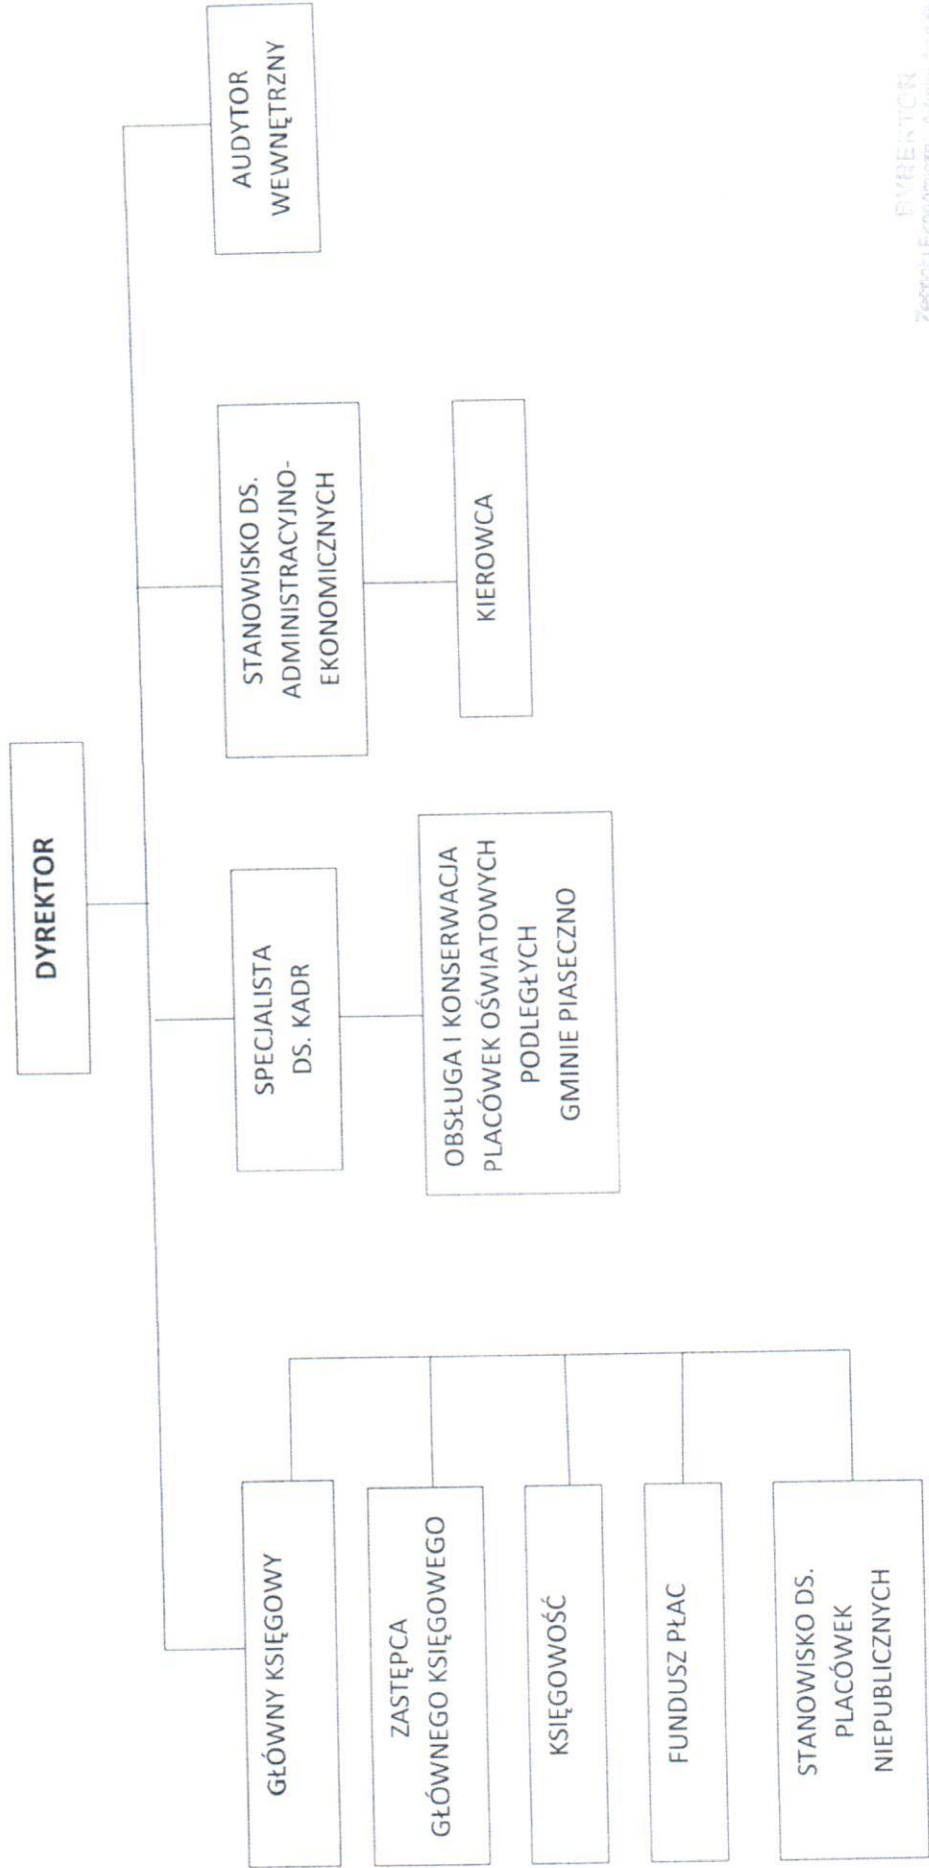 DYREKTOR
GŁÓWNY KSIĘGOWY
ZASTĘPCA
GŁÓWNEGO KSIĘGOWEGO
KSIĘGOWOŚĆ
FUNDUSZ PŁAC
STANOWISKO DS.
PLACÓWEK
NIEPUBLICZNYCH
SPECJALISTA
DS. KADR
OBSŁUGA I KONSERWACJA
PLACÓWEK OŚWIATOWYCH
PODLEGŁYCH
GMINIE PIASECZNO
STANOWISKO DS.
ADMINISTRACYJNO-
EKONOMICZNYCH
KIEROWCA
AUDYTOR
WEWNĘTRZNY
DYREKTOR